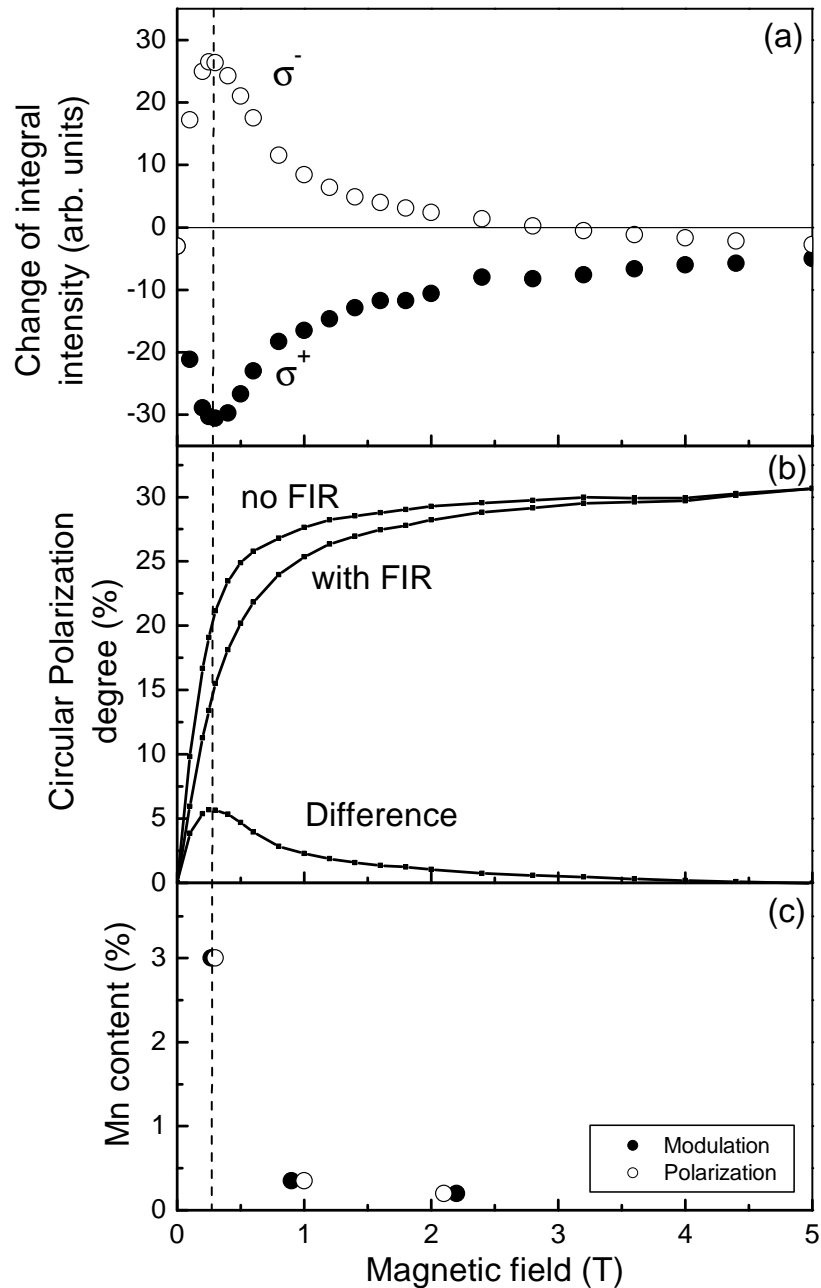 (a)
30
20
10
0
-10
-20
-30
Change of integral
intensity (arb. units)
σ-
σ+
(b)
30
25
20
15
10
5
0
Circular Polarization
degree (%)
no FIR
with FIR
Difference
(c)
3
2
1
0
Mn content (%)
Modulation
Polarization
0 1 2 3 4 5
Magnetic field (T)